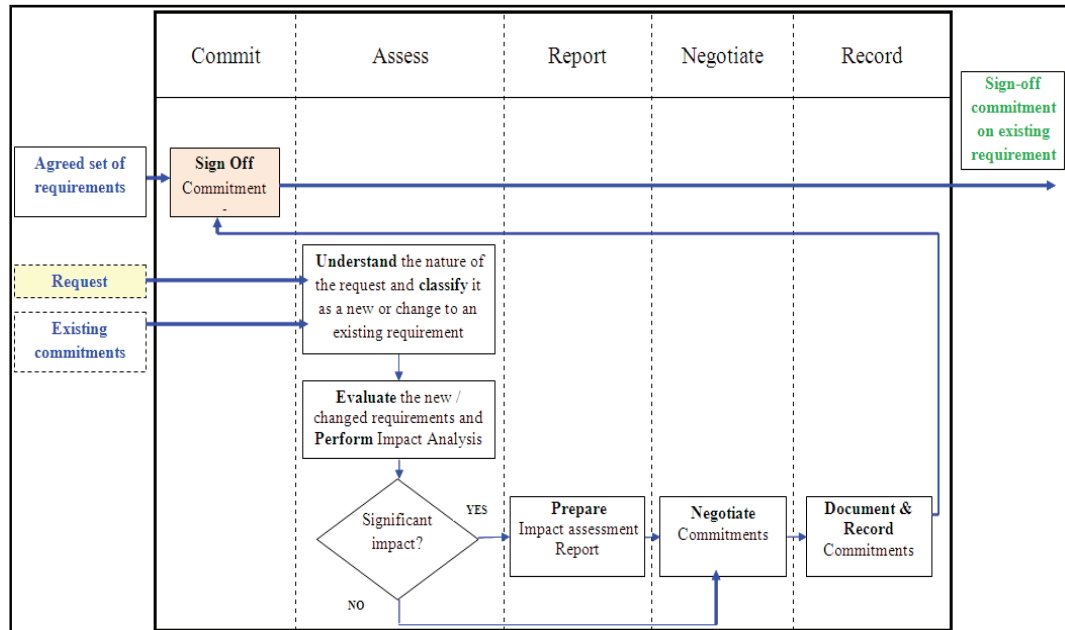 Commit
Assess
Report
Negotiate
Record
Sign-off
commitment
on existing
requirement
Agreed set of
requirements
Sign Off
Commitment
-
Request
Existing
commitments
Understand the nature of
the request and classify it
as a new or change to an
existing requirement
Evaluate the new /
changed requirements and
Perform Impact Analysis
Significant
impact?
YES
NO
Prepare
Impact assessment
Report
Negotiate
Commitments
Document &
Record
Commitments